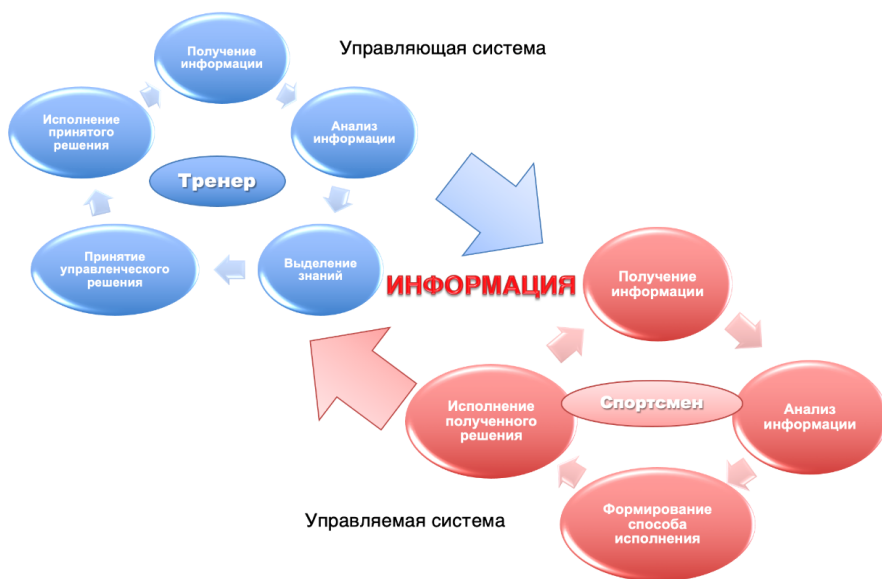 Управляющая система
Получение
информации
Исполнение
принятого
решения
Анализ
информации
Тренер
Принятие
управленческого
решения
Выделение
знаний
ИНФОРМАЦИЯ
Получение
информации
Исполнение
полученного
решения
Спортсмен
Анализ
информации
Формирование
способа
исполнения
Управляемая система